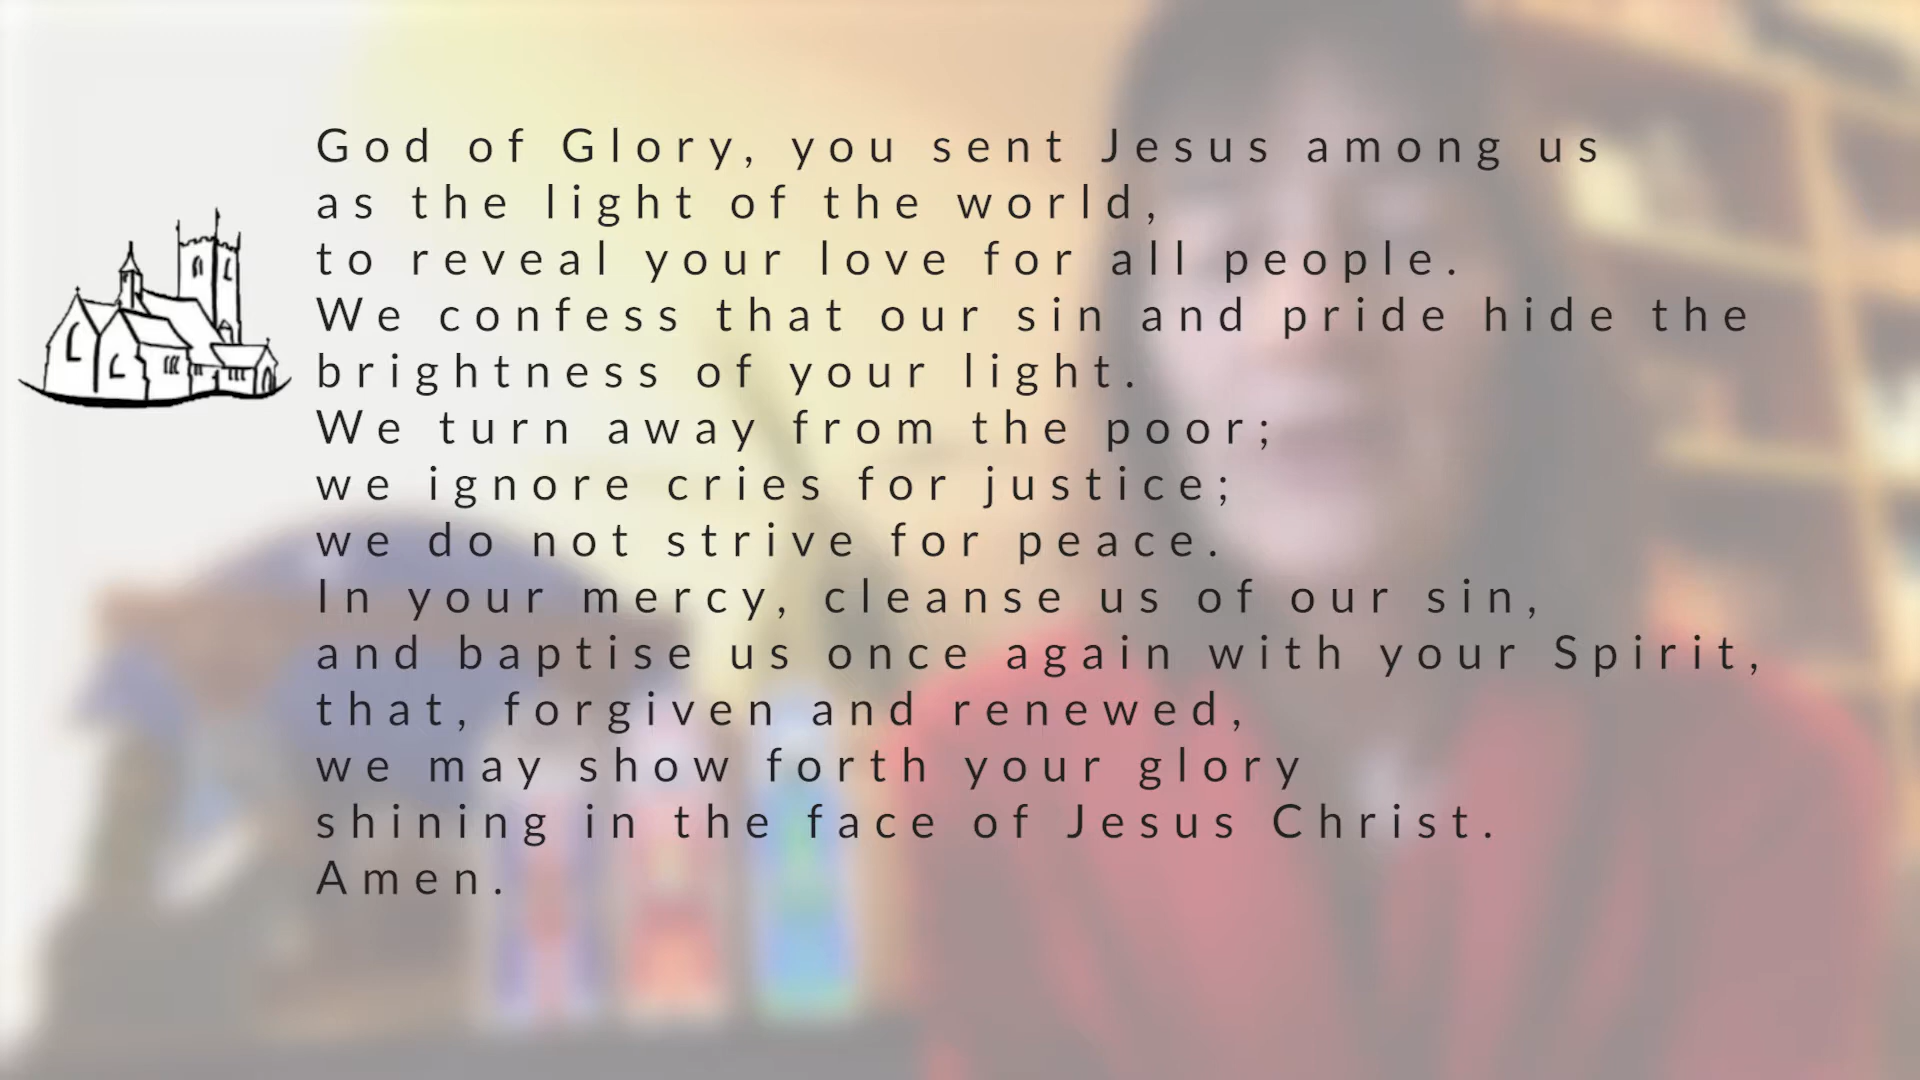 God of Glory, you sent Jesus among us
as the light of the world,
to reveal your love for all people.
We confess that our sin and pride hide the
brightness of your light.
We turn away from the poor;
we ignore cries for justice;
we do not strive for peace.
In your mercy, cleanse us of our sin,
and baptise us once again with your Spirit,
that, forgiven and renewed,
we may show forth your glory
shining in the face of Jesus Christ.
Amen.